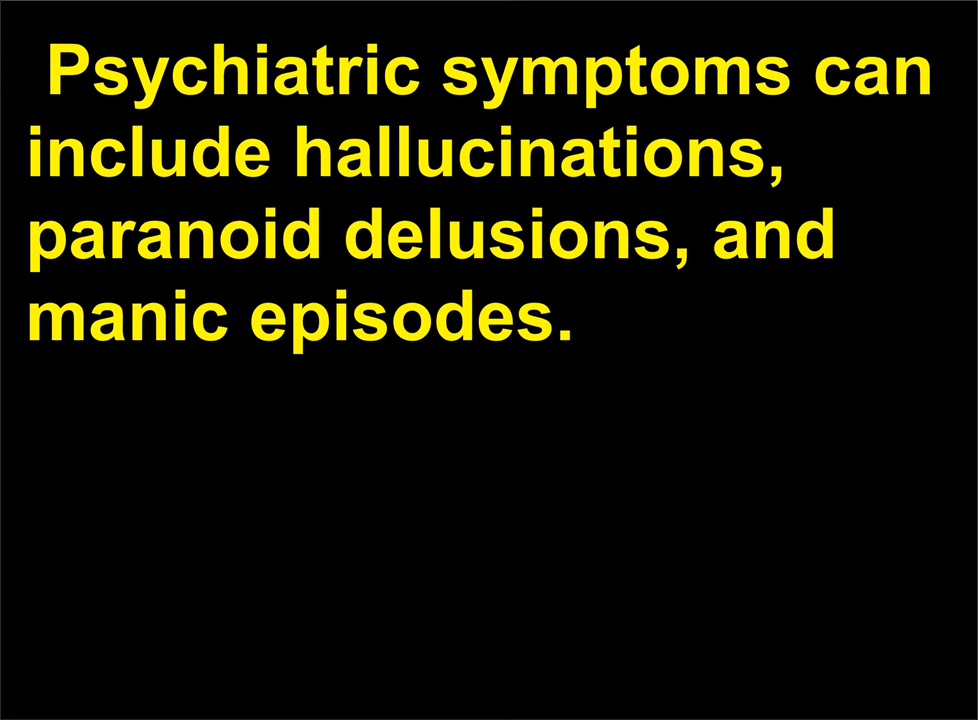 Psychiatric symptoms can
include hallucinations,
paranoid delusions, and
manic episodes.